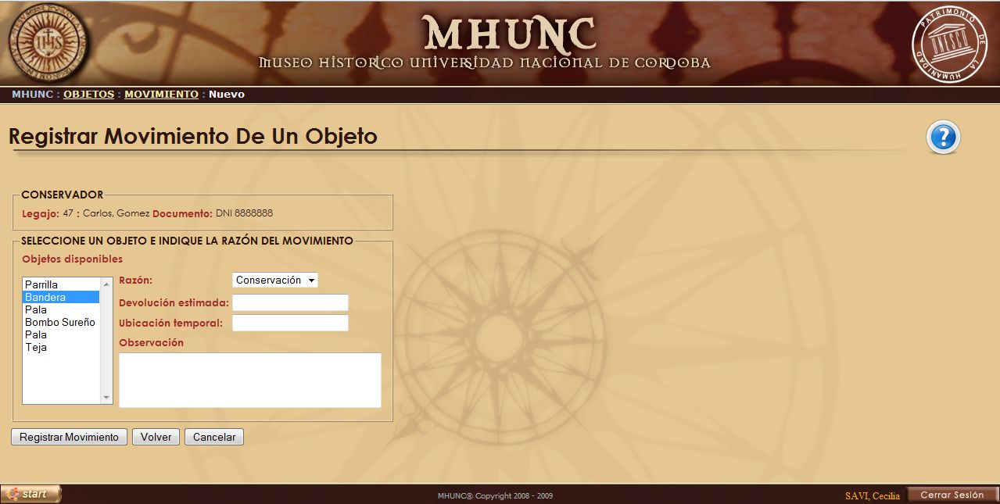 MHUNC
MUSEO HISTORICO UNIVERSIDAD NACIONAL DE CORDOBA
IHS
PATRIMONIO DE LA HUMANIDAD
UNESCO
MHUNC : OBJETOS : MOVIMIENTO : Nuevo
Registrar Movimiento De Un Objeto
?
CONSERVADOR
Legajo: 47 : Carlos, Gomez Documento: DNI 8888888
SELECCIONE UN OBJETO E INDIQUE LA RAZÓN DEL MOVIMIENTO
Objetos disponibles
Parrilla
Bandera
Pala
Bombo Sureño
Pala
Teja
Razón: Conservación
Devolución estimada:
Ubicación temporal:
Observación
Registrar Movimiento Volver Cancelar
start MHUNC® Copyright 2008 - 2009 SAVI, Cecilia Cerrar Sesión